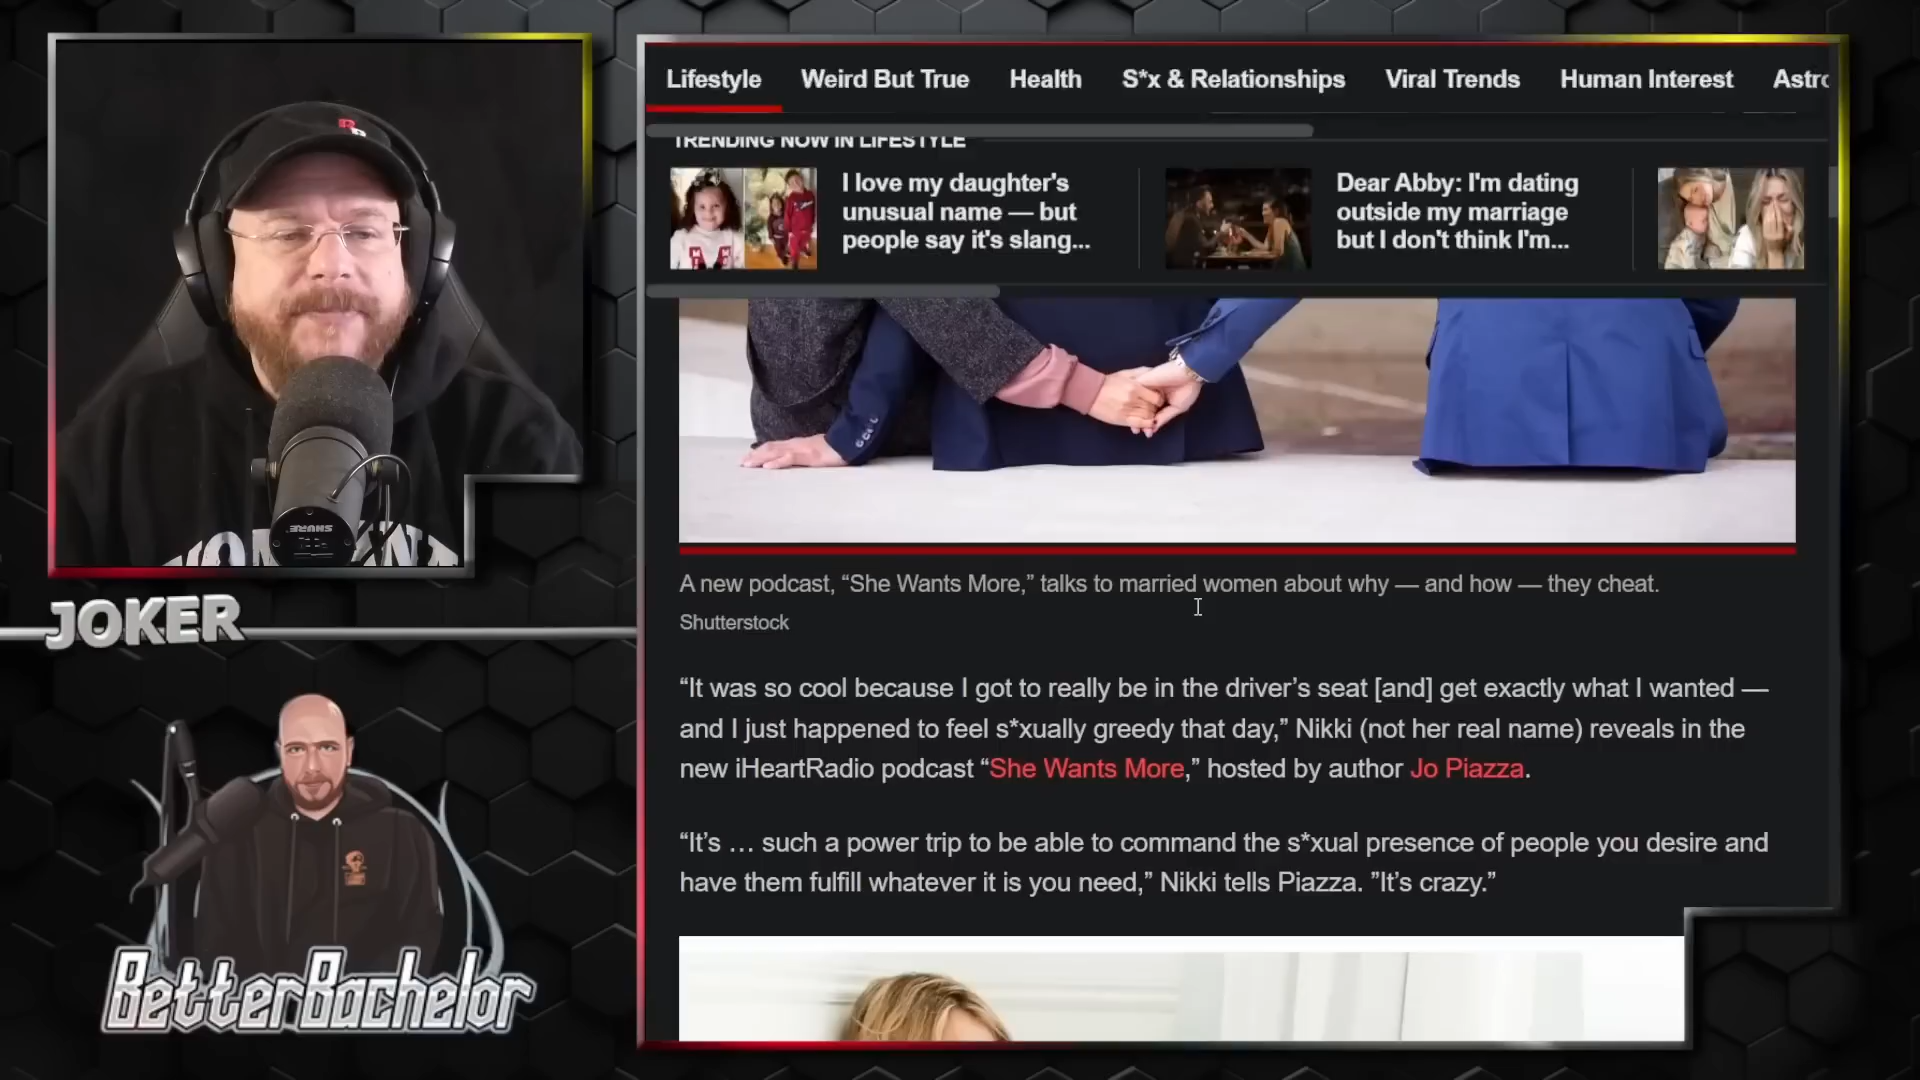 Lifestyle Weird But True Health S*x & Relationships Viral Trends Human Interest Astro
TRENDING NOW IN LIFESTYLE
I love my daughter's
unusual name — but
people say it's slang...
Dear Abby: I'm dating
outside my marriage
but I don't think I'm...
A new podcast, “She Wants More,” talks to married women about why — and how — they cheat.
Shutterstock
“It was so cool because I got to really be in the driver’s seat [and] get exactly what I wanted —
and I just happened to feel s*xually greedy that day,” Nikki (not her real name) reveals in the
new iHeartRadio podcast “She Wants More,” hosted by author Jo Piazza.
“It’s … such a power trip to be able to command the s*xual presence of people you desire and
have them fulfill whatever it is you need,” Nikki tells Piazza. ”It’s crazy.”
SHURE
JOKER
BetterBachelor